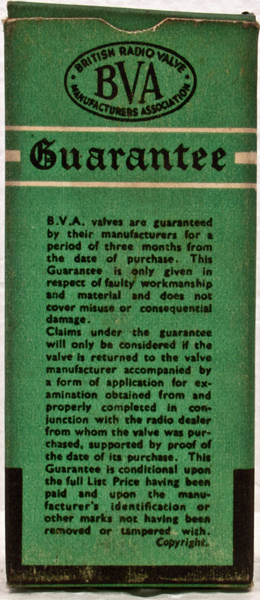 BRITISH RADIO VALVE
BVA
MANUFACTURERS ASSOCIATION
Guarantee
B.V.A. valves are guaranteed
by their manufacturers for a
period of three months from
the date of purchase. This
Guarantee is only given in
respect of faulty workmanship
and material and does not
cover misuse or consequential
damage.
Claims under the guarantee
will only be considered if the
valve is returned to the valve
manufacturer accompanied by
a form of application for ex-
amination obtained from and
properly completed in con-
junction with the radio dealer
from whom the valve was pur-
chased, supported by proof of
the date of its purchase. This
Guarantee is conditional upon
the full List Price having been
paid and upon the manu-
facturer's identification or
other marks not having been
removed or tampered with.
Copyright.